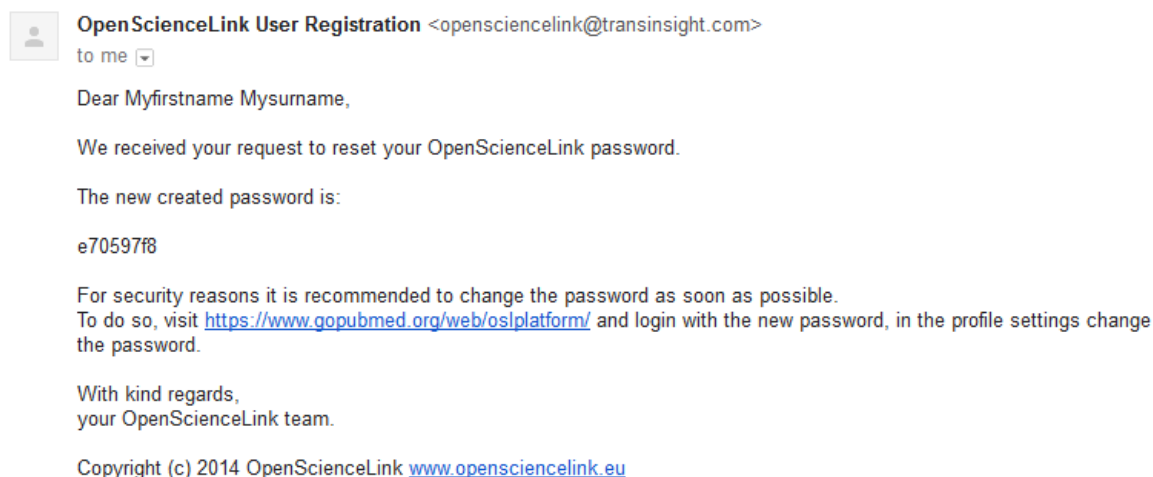 OpenScienceLink User Registration <opensciencelink@transinsight.com>
to me
Dear Myfirstname Mysurname,
We received your request to reset your OpenScienceLink password.
The new created password is:
e70597f8
For security reasons it is recommended to change the password as soon as possible.
To do so, visit https://www.gopubmed.org/web/oslplatform/ and login with the new password, in the profile settings change
the password.
With kind regards,
your OpenScienceLink team.
Copyright (c) 2014 OpenScienceLink www.opensciencelink.eu